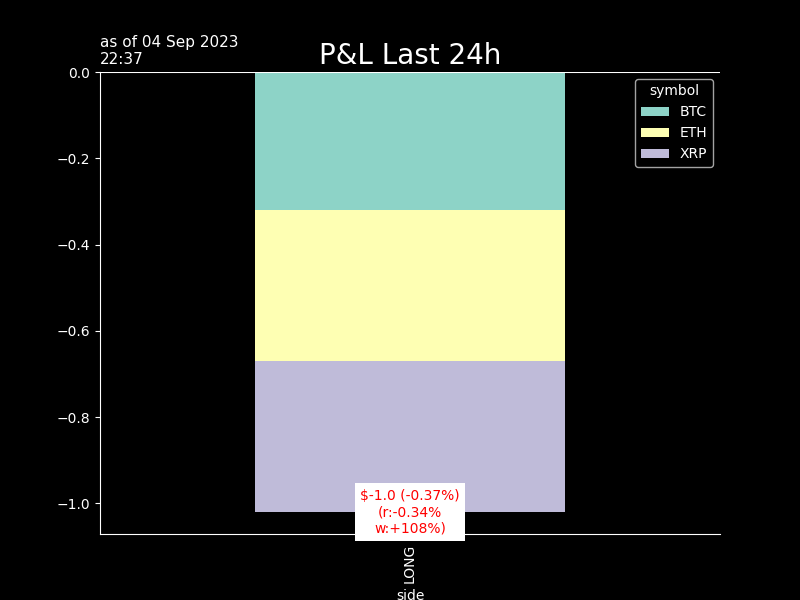 as of 04 Sep 2023
22:37
P&L Last 24h
symbol
BTC
ETH
XRP
0.0
−0.2
−0.4
−0.6
−0.8
−1.0
$-1.0 (-0.37%)
(r:-0.34%
w:+108%)
LONG
side